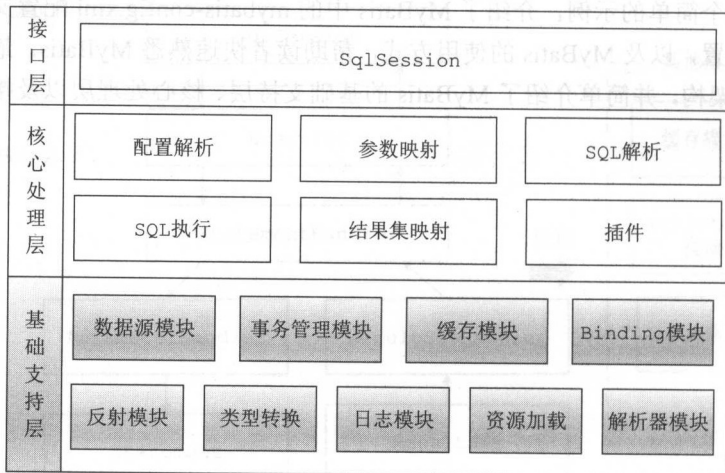 接口层
SqlSession
核心处理层
配置解析
参数映射
SQL解析
SQL执行
结果集映射
插件
基础支持层
数据源模块
事务管理模块
缓存模块
Binding模块
反射模块
类型转换
日志模块
资源加载
解析器模块